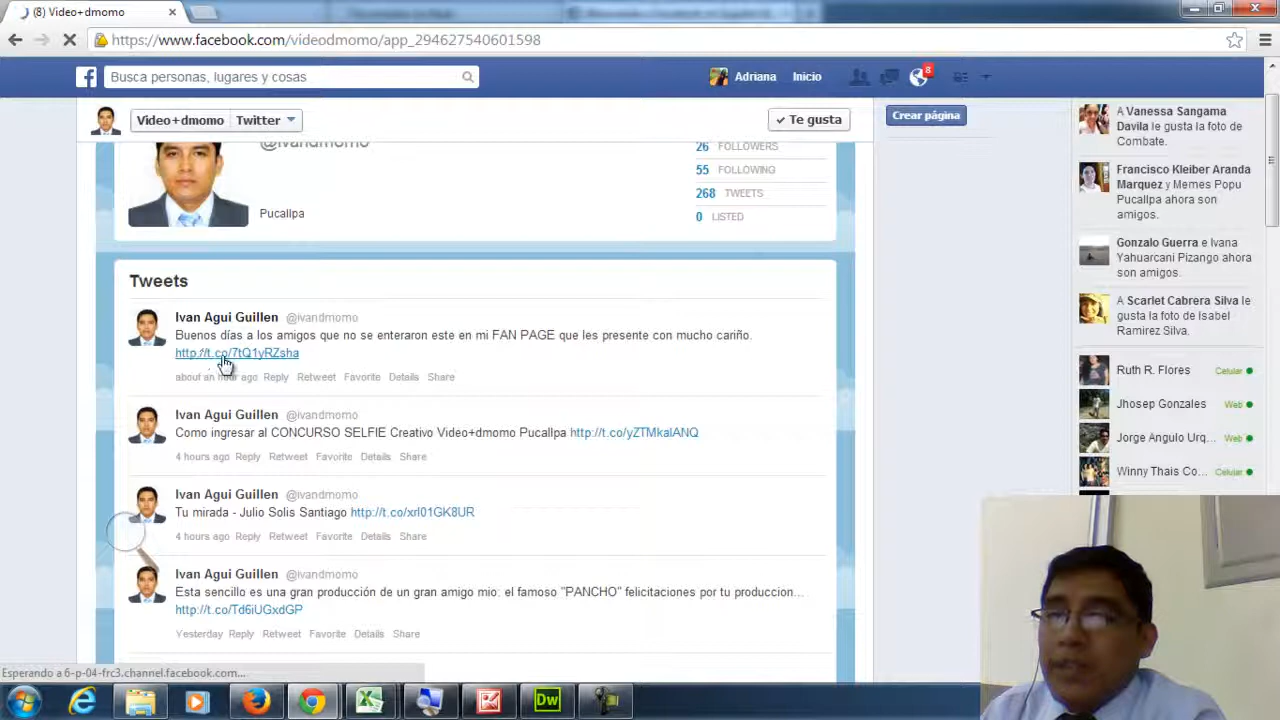 (8) Video+dmomo
https://www.facebook.com/videodmomo/app_294627540601598
Busca personas, lugares y cosas
Adriana
Inicio
8
Video+dmomo
Twitter
Te gusta
Crear página
@ivandmomo
Pucallpa
26 FOLLOWERS
55 FOLLOWING
268 TWEETS
0 LISTED
Tweets
Ivan Agui Guillen @ivandmomo
Buenos días a los amigos que no se enteraron este en mi FAN PAGE que les presente con mucho cariño.
http://t.co/7tQ1yRZsha
about an hour ago Reply Retweet Favorite Details Share
Ivan Agui Guillen @ivandmomo
Como ingresar al CONCURSO SELFIE Creativo Video+dmomo Pucallpa http://t.co/yZTMkalANQ
4 hours ago Reply Retweet Favorite Details Share
Ivan Agui Guillen @ivandmomo
Tu mirada - Julio Solis Santiago http://t.co/xrl01GK8UR
4 hours ago Reply Retweet Favorite Details Share
Ivan Agui Guillen @ivandmomo
Esta sencillo es una gran producción de un gran amigo mio: el famoso "PANCHO" felicitaciones por tu produccion...
http://t.co/Td6iUGxdGP
Yesterday Reply Retweet Favorite Details Share
A Vanessa Sangama
Davila le gusta la foto de
Combate.
Francisco Kleiber Aranda
Marquez y Memes Popu
Pucallpa ahora son
amigos.
Gonzalo Guerra e Ivana
Yahuarcani Pizango ahora
son amigos.
A Scarlet Cabrera Silva le
gusta la foto de Isabel
Ramirez Silva.
Ruth R. Flores Celular
Jhosep Gonzales Web
Jorge Angulo Urq... Web
Winny Thais Co... Celular
Esperando a 6-p-04-frc3.channel.facebook.com...
Dw